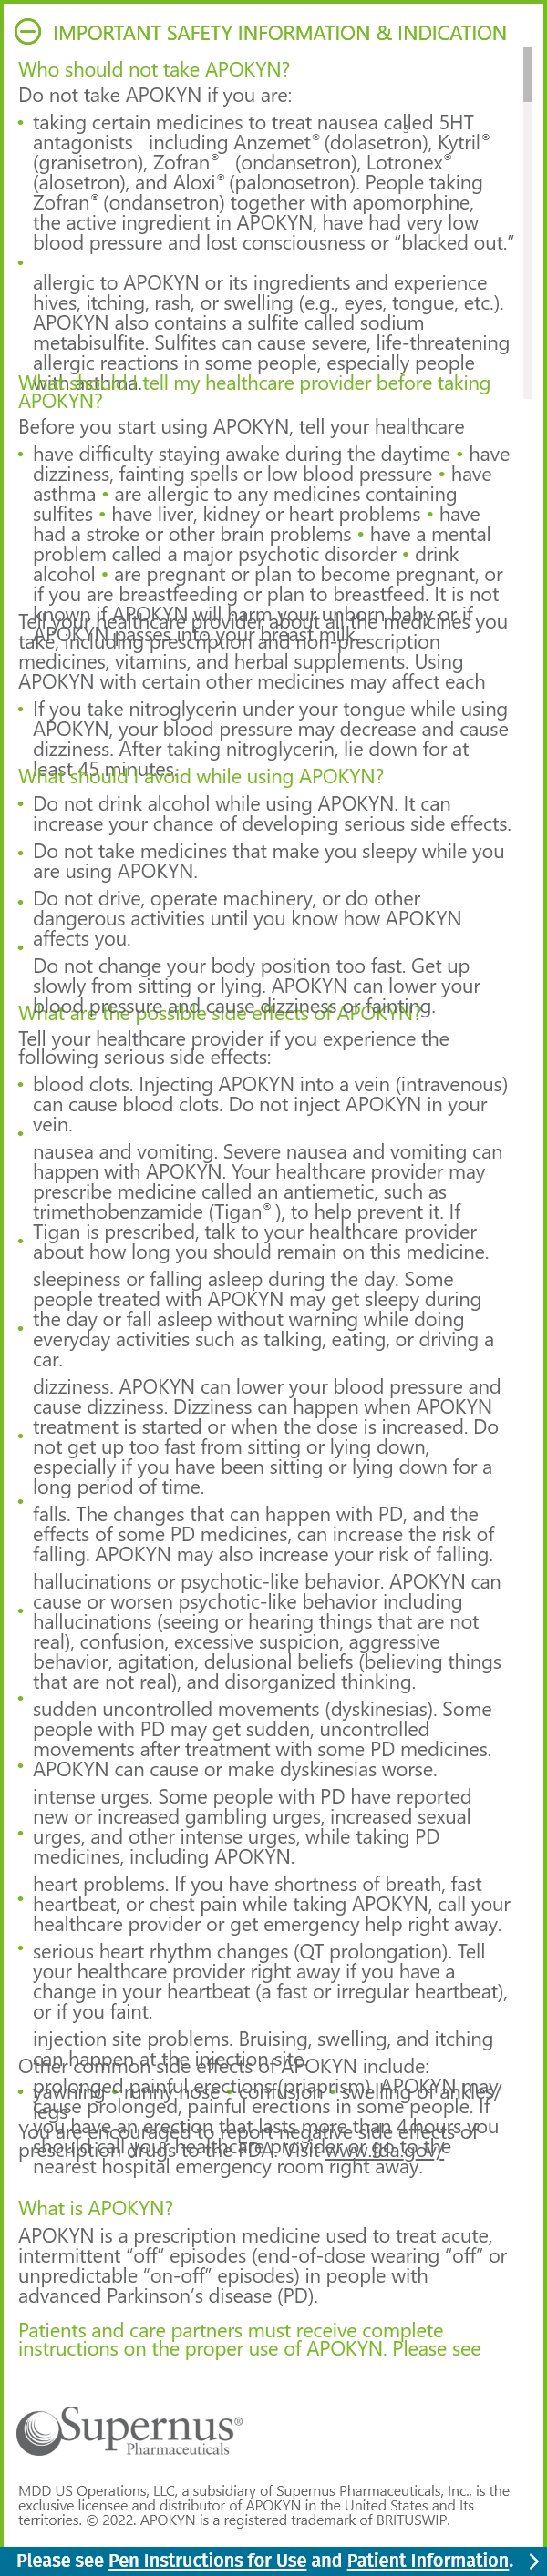 IMPORTANT SAFETY INFORMATION & INDICATION
Who should not take APOKYN?
Do not take APOKYN if you are:
• taking certain medicines to treat nausea called 5HT3
antagonists including Anzemet® (dolasetron), Kytril®
(granisetron), Zofran® (ondansetron), Lotronex®
(alosetron), and Aloxi® (palonosetron). People taking
Zofran® (ondansetron) together with apomorphine,
the active ingredient in APOKYN, have had very low
blood pressure and lost consciousness or “blacked out.”
•
allergic to APOKYN or its ingredients and experience
hives, itching, rash, or swelling (e.g., eyes, tongue, etc.).
APOKYN also contains a sulfite called sodium
metabisulfite. Sulfites can cause severe, life-threatening
allergic reactions in some people, especially people
with asthma.
What should I tell my healthcare provider before taking
APOKYN?
Before you start using APOKYN, tell your healthcare
• have difficulty staying awake during the daytime • have
dizziness, fainting spells or low blood pressure • have
asthma • are allergic to any medicines containing
sulfites • have liver, kidney or heart problems • have
had a stroke or other brain problems • have a mental
problem called a major psychotic disorder • drink
alcohol • are pregnant or plan to become pregnant, or
if you are breastfeeding or plan to breastfeed. It is not
known if APOKYN will harm your unborn baby or if
APOKYN passes into your breast milk.
Tell your healthcare provider about all the medicines you
take, including prescription and non-prescription
medicines, vitamins, and herbal supplements. Using
APOKYN with certain other medicines may affect each
• If you take nitroglycerin under your tongue while using
APOKYN, your blood pressure may decrease and cause
dizziness. After taking nitroglycerin, lie down for at
least 45 minutes.
What should I avoid while using APOKYN?
• Do not drink alcohol while using APOKYN. It can
increase your chance of developing serious side effects.
• Do not take medicines that make you sleepy while you
are using APOKYN.
• Do not drive, operate machinery, or do other
dangerous activities until you know how APOKYN
affects you.
•
Do not change your body position too fast. Get up
slowly from sitting or lying. APOKYN can lower your
blood pressure and cause dizziness or fainting.
What are the possible side effects of APOKYN?
Tell your healthcare provider if you experience the
following serious side effects:
• blood clots. Injecting APOKYN into a vein (intravenous)
can cause blood clots. Do not inject APOKYN in your
vein.
•
nausea and vomiting. Severe nausea and vomiting can
happen with APOKYN. Your healthcare provider may
prescribe medicine called an antiemetic, such as
trimethobenzamide (Tigan®), to help prevent it. If
Tigan is prescribed, talk to your healthcare provider
• about how long you should remain on this medicine.
sleepiness or falling asleep during the day. Some
people treated with APOKYN may get sleepy during
the day or fall asleep without warning while doing
• everyday activities such as talking, eating, or driving a
car.
dizziness. APOKYN can lower your blood pressure and
cause dizziness. Dizziness can happen when APOKYN
treatment is started or when the dose is increased. Do
• not get up too fast from sitting or lying down,
especially if you have been sitting or lying down for a
long period of time.
•
falls. The changes that can happen with PD, and the
effects of some PD medicines, can increase the risk of
falling. APOKYN may also increase your risk of falling.
hallucinations or psychotic-like behavior. APOKYN can
• cause or worsen psychotic-like behavior including
hallucinations (seeing or hearing things that are not
real), confusion, excessive suspicion, aggressive
behavior, agitation, delusional beliefs (believing things
that are not real), and disorganized thinking.
•
sudden uncontrolled movements (dyskinesias). Some
people with PD may get sudden, uncontrolled
movements after treatment with some PD medicines.
• APOKYN can cause or make dyskinesias worse.
intense urges. Some people with PD have reported
new or increased gambling urges, increased sexual
• urges, and other intense urges, while taking PD
medicines, including APOKYN.
heart problems. If you have shortness of breath, fast
• heartbeat, or chest pain while taking APOKYN, call your
healthcare provider or get emergency help right away.
• serious heart rhythm changes (QT prolongation). Tell
your healthcare provider right away if you have a
change in your heartbeat (a fast or irregular heartbeat),
or if you faint.
injection site problems. Bruising, swelling, and itching
can happen at the injection site.
Other common side effects of APOKYN include:
prolonged painful erections (priapism). APOKYN may
• yawning • runny nose • confusion • swelling of ankles/
legs
cause prolonged, painful erections in some people. If
you have an erection that lasts more than 4 hours you
You are encouraged to report negative side effects of
should call your healthcare provider or go to the
prescription drugs to the FDA. Visit www.fda.gov/
nearest hospital emergency room right away.
What is APOKYN?
APOKYN is a prescription medicine used to treat acute,
intermittent “off” episodes (end-of-dose wearing “off” or
unpredictable “on-off” episodes) in people with
advanced Parkinson’s disease (PD).
Patients and care partners must receive complete
instructions on the proper use of APOKYN. Please see
Supernus®
Pharmaceuticals
MDD US Operations, LLC, a subsidiary of Supernus Pharmaceuticals, Inc., is the
exclusive licensee and distributor of APOKYN in the United States and Its
territories. © 2022. APOKYN is a registered trademark of BRITUSWIP.
Please see Pen Instructions for Use and Patient Information.